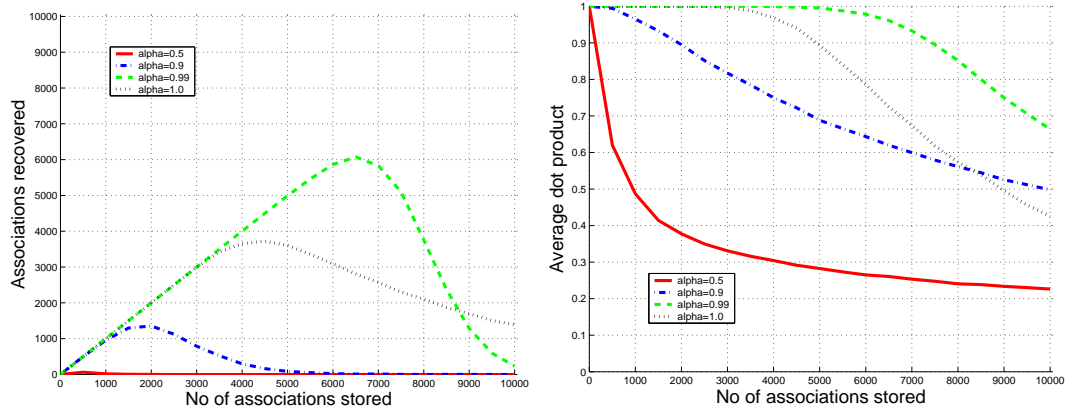 10000
9000
8000
7000
6000
5000
4000
3000
2000
1000
0
Associations recovered
alpha=0.5
alpha=0.9
alpha=0.99
alpha=1.0
0 1000 2000 3000 4000 5000 6000 7000 8000 9000 10000
No of associations stored
1
0.9
0.8
0.7
0.6
0.5
0.4
0.3
0.2
0.1
0
Average dot product
alpha=0.5
alpha=0.9
alpha=0.99
alpha=1.0
0 1000 2000 3000 4000 5000 6000 7000 8000 9000 10000
No of associations stored